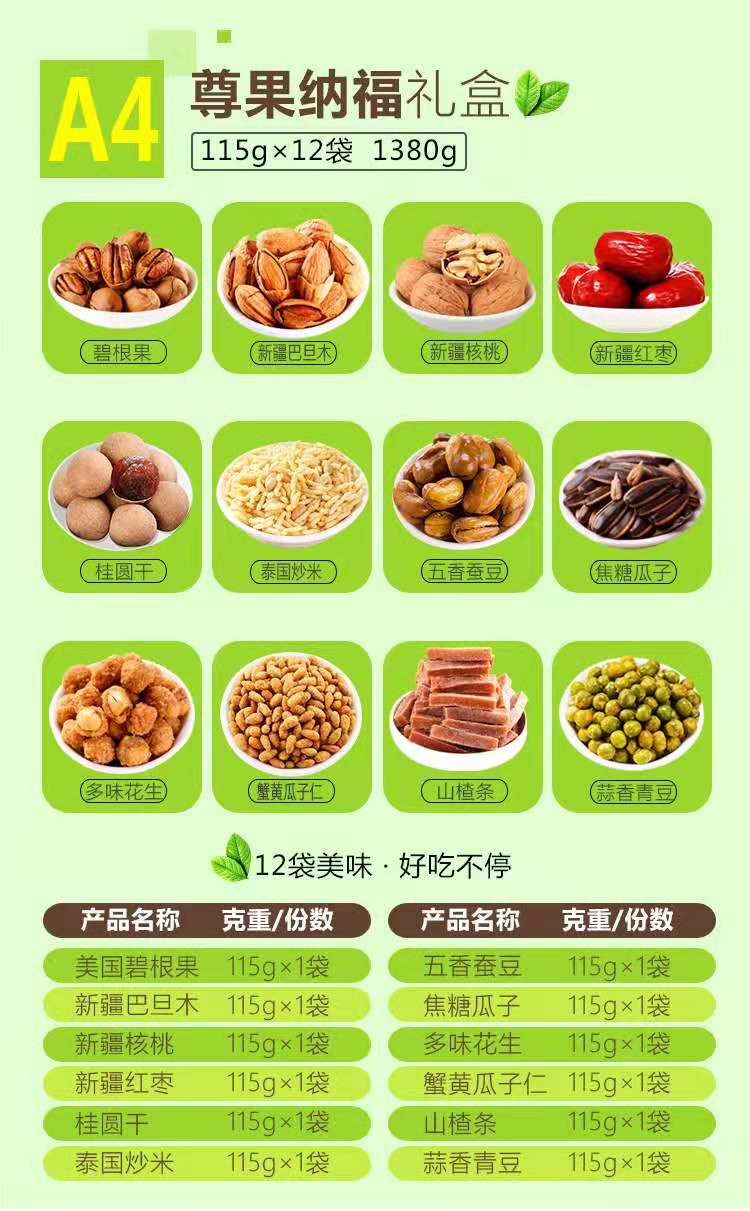 A4
尊果纳福礼盒
115g×12袋 1380g
碧根果 新疆巴旦木 新疆核桃 新疆红枣
桂圆干 泰国炒米 五香蚕豆 焦糖瓜子
多味花生 蟹黄瓜子仁 山楂条 蒜香青豆
12袋美味·好吃不停
产品名称 克重/份数 产品名称 克重/份数
美国碧根果 115g×1袋 五香蚕豆 115g×1袋
新疆巴旦木 115g×1袋 焦糖瓜子 115g×1袋
新疆核桃 115g×1袋 多味花生 115g×1袋
新疆红枣 115g×1袋 蟹黄瓜子仁 115g×1袋
桂圆干 115g×1袋 山楂条 115g×1袋
泰国炒米 115g×1袋 蒜香青豆 115g×1袋